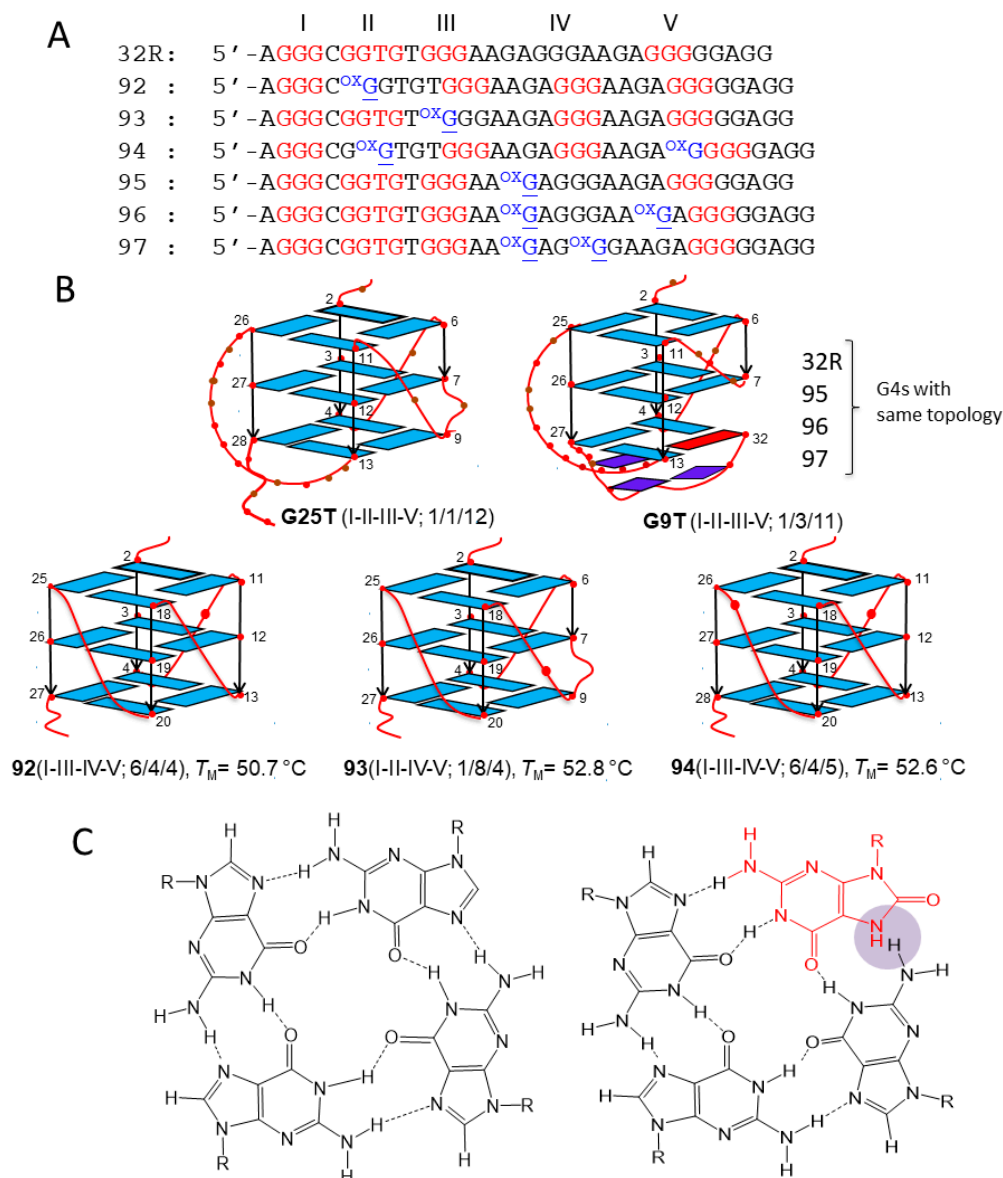 A
I II III IV V
32R: 5’-AGGGCGGTGTGGGAAGAGGGAAGAGGGGGAGG
92 : 5’-AGGGCOXGGTGTGGGAAGAGGGAAGAGGGGGAGG
93 : 5’-AGGGCGGTGTOXGGGAAGAGGGAAGAGGGGGAGG
94 : 5’-AGGGCGOXGTGTGGGAAGAGGGAAGAOXGGGGGAGG
95 : 5’-AGGGCGGTGTGGGAAOXGAGGGAAGAGGGGGAGG
96 : 5’-AGGGCGGTGTGGGAAOXGAGGGAAOXGAGGGGGAGG
97 : 5’-AGGGCGGTGTGGGAAOXGAGOXGGAAGAGGGGGAGG
B
2
26 6
11
3
27 7
12
4
28 9
13
G25T (I-II-III-V; 1/1/12)
2
25 6
3 11
26 7
12
4
27 32
13
G9T (I-II-III-V; 1/3/11)
32R
95
96
97
G4s with
same topology
2
25 11
18
3
26 12
4 19
27 13
20
92(I-III-IV-V; 6/4/4), TM= 50.7 °C
2
25 6
18
3
26 7
4 19
27 9
20
93(I-II-IV-V; 1/8/4), TM= 52.8 °C
2
26 11
18
3
27 12
4 19
28 13
20
94(I-III-IV-V; 6/4/5), TM= 52.6 °C
C
H
H
R
H
N
N
N
R
N
N
H
N
N
H
N
O
O
N
H
H
H
N
N
H
N
N
N
H
H
O
O
N
N
N
N
H
N
N
H
N
N
R
N
R
N
H
H
H
R
H
H
N
N
N
O
R
N
N
H
N
N
H
N
H
O
O
H
N
N
H
H
H
N
N
H
N
N
H
O
O
N
N
N
N
H
N
N
H
N
N
R
N
R
N
H
H
H